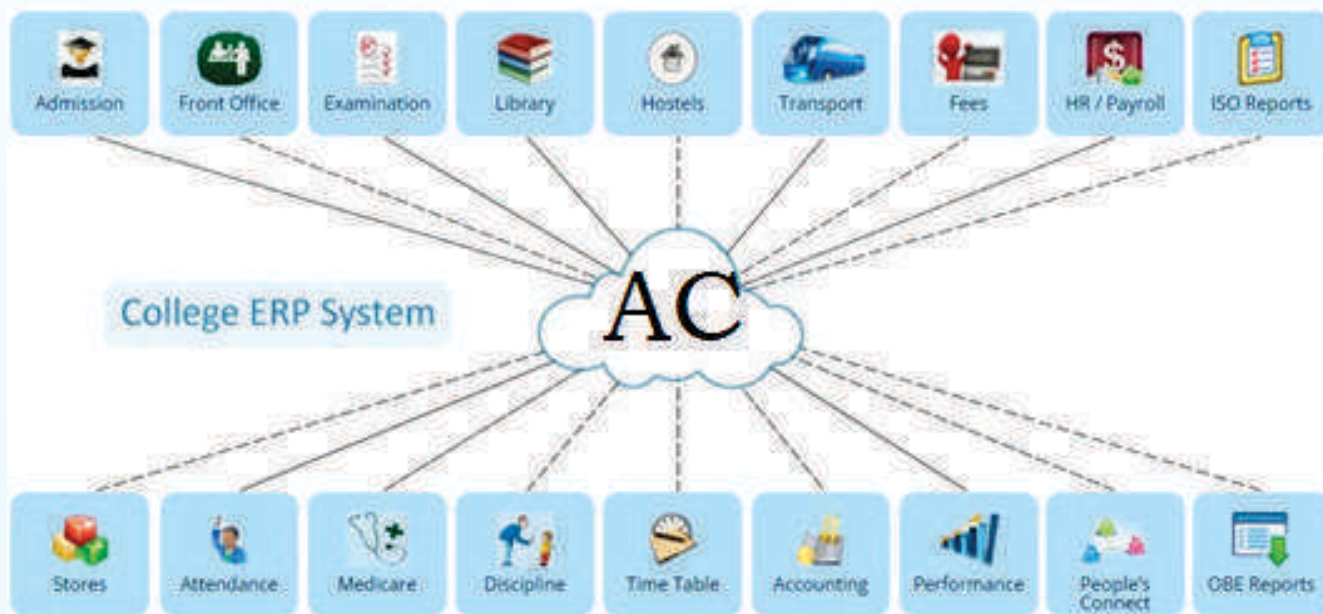 Admission
Front Office
Examination
Library
Hostels
Transport
Fees
HR / Payroll
ISO Reports
AC
College ERP System
Stores
Attendance
Medicare
Discipline
Time Table
Accounting
Performance
People's
Connect
OBE Reports